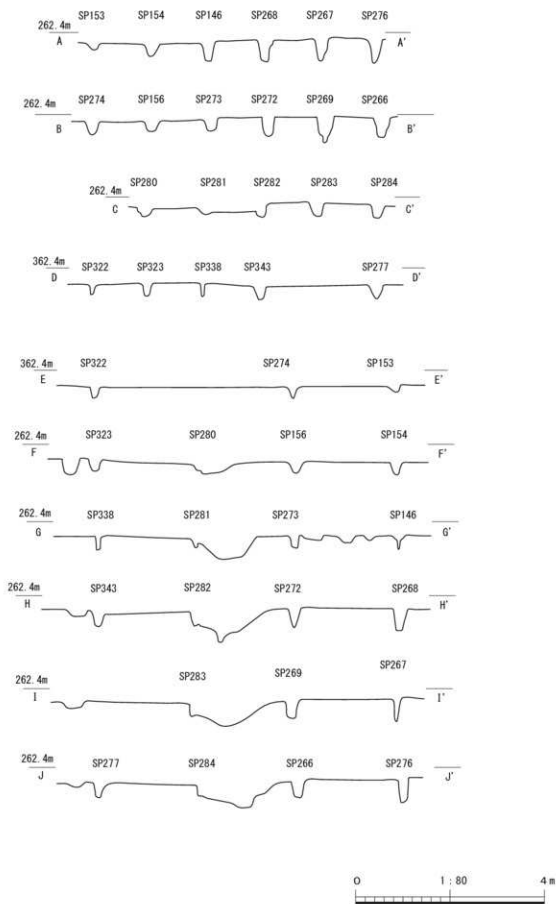 SP153 SP154 SP146 SP268 SP267 SP276
262.4m
A A'
SP274 SP156 SP273 SP272 SP269 SP266
262.4m
B B'
SP280 SP281 SP282 SP283 SP284
262.4m
C C'
362.4m
SP322 SP323 SP338 SP343 SP277
D D'
362.4m SP322 SP274 SP153
E E'
262.4m SP323 SP280 SP156 SP154
F F'
262.4m SP338 SP281 SP273 SP146
G G'
262.4m SP343 SP282 SP272 SP268
H H'
SP283 SP269 SP267
262.4m
I I'
262.4m SP277 SP284 SP266 SP276
J J'
0 1:80 4m